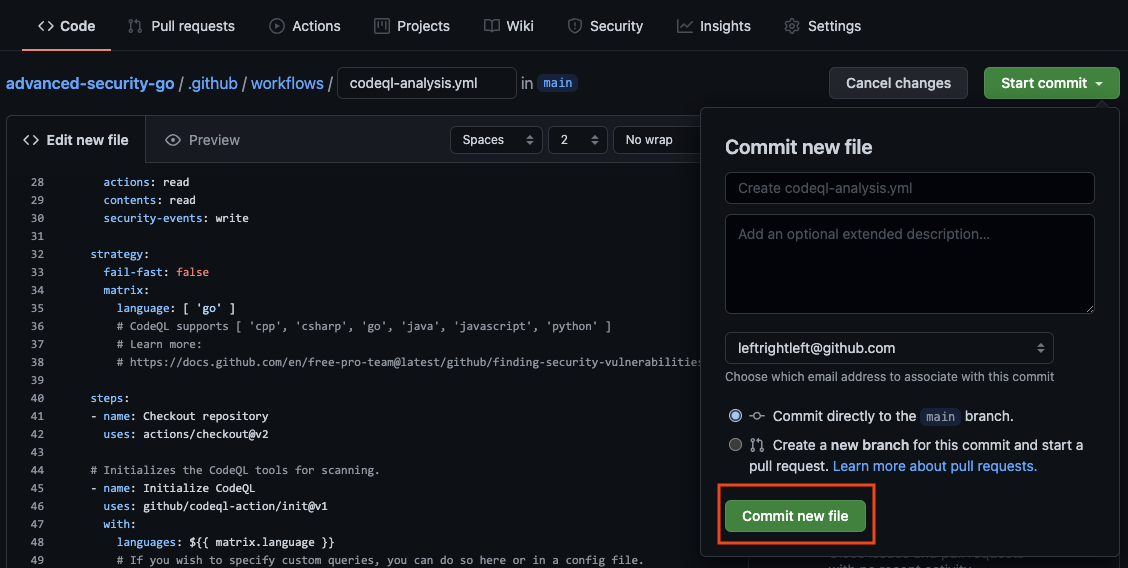 Code Pull requests Actions Projects Wiki Security Insights Settings
advanced-security-go / .github / workflows / codeql-analysis.yml in main Cancel changes Start commit
<> Edit new file Preview Spaces 2 No wrap
28 actions: read
29 contents: read
30 security-events: write
31
32 strategy:
33 fail-fast: false
34 matrix:
35 language: [ 'go' ]
36 # CodeQL supports [ 'cpp', 'csharp', 'go', 'java', 'javascript', 'python' ]
37 # Learn more:
38 # https://docs.github.com/en/free-pro-team@latest/github/finding-security-vulnerabilities
39
40 steps:
41 - name: Checkout repository
42 uses: actions/checkout@v2
43
44 # Initializes the CodeQL tools for scanning.
45 - name: Initialize CodeQL
46 uses: github/codeql-action/init@v1
47 with:
48 languages: ${{ matrix.language }}
49 # If you wish to specify custom queries, you can do so here or in a config file.
Commit new file
Create codeql-analysis.yml
Add an optional extended description...
leftrightleft@github.com
Choose which email address to associate with this commit
Commit directly to the main branch.
Create a new branch for this commit and start a
pull request. Learn more about pull requests.
Commit new file